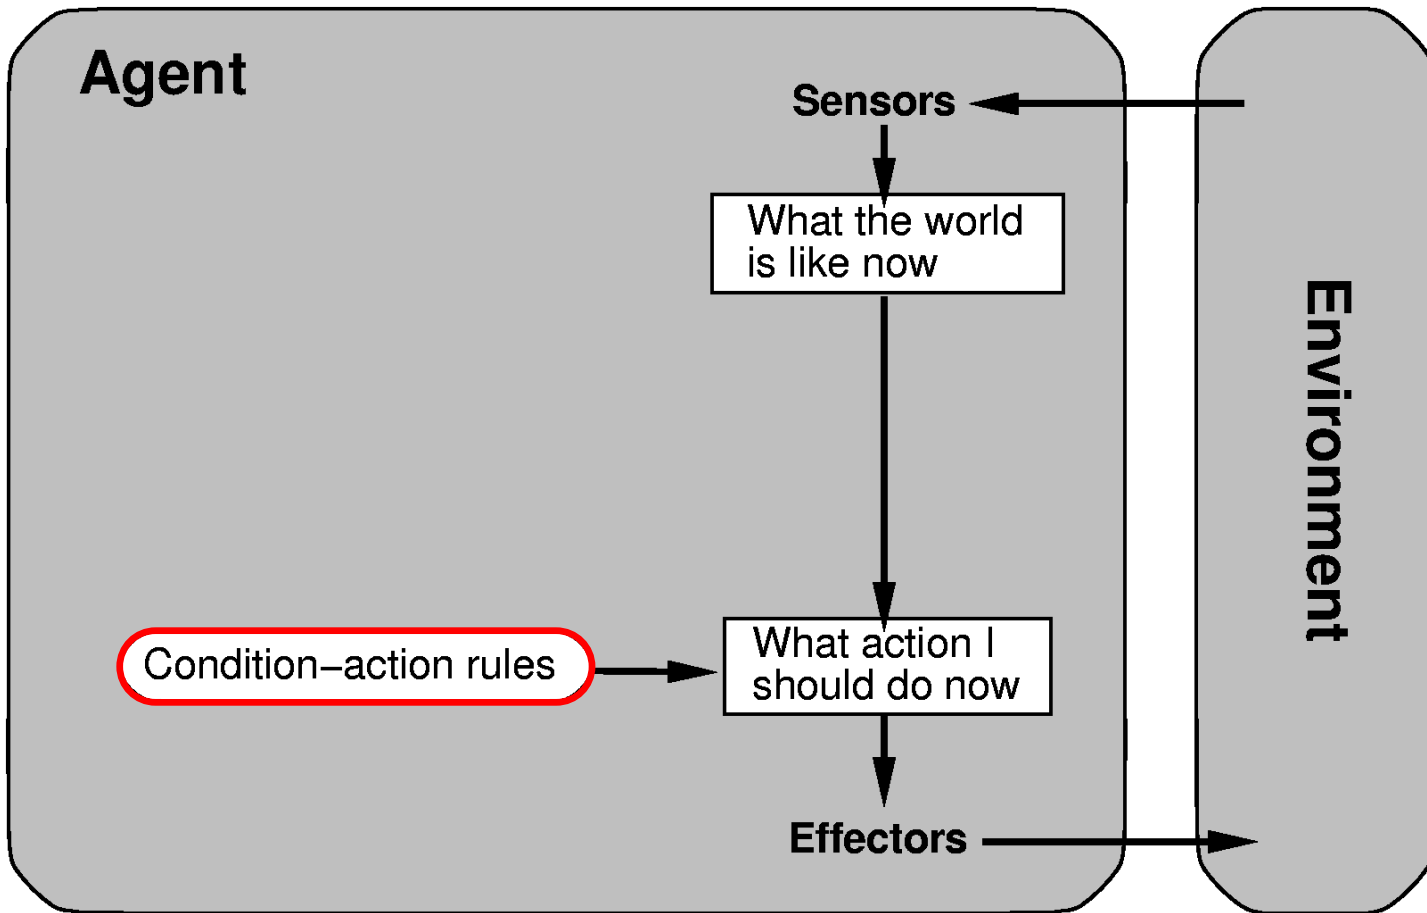 Agent
Sensors
What the world
is like now
Environment
Condition−action rules
What action I
should do now
Effectors